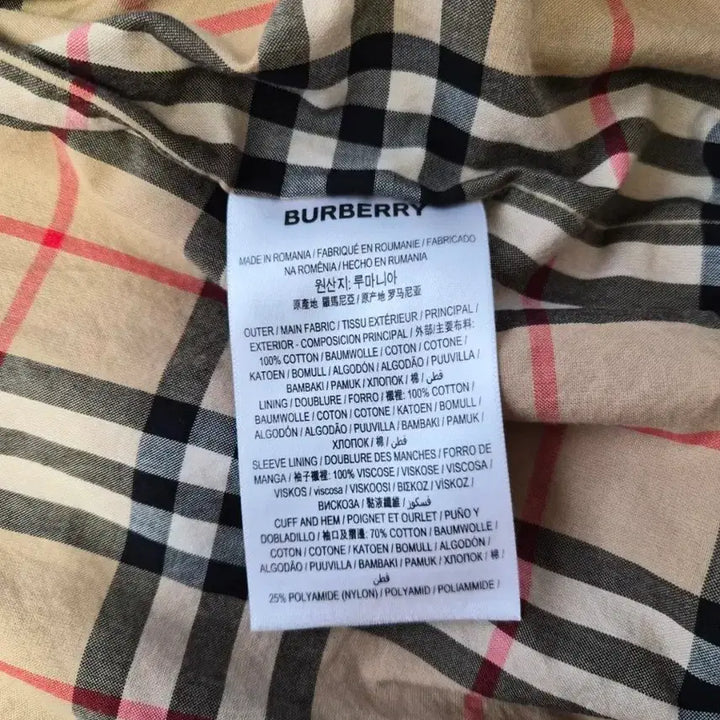 BURBERRY
MADE IN ROMANIA / FABRIQUÉ EN ROUMANIE / FABRICADO
NA ROMÉNIA / HECHO EN RUMANIA
원산지: 루마니아
原產地 羅馬尼亞 / 原产地 罗马尼亚
OUTER / MAIN FABRIC / TISSU EXTÉRIEUR / PRINCIPAL /
EXTERIOR - COMPOSICIÓN PRINCIPAL / 外部/主要布料:
100% COTTON / BAUMWOLLE / COTON / COTONE /
KATOEN / BOMULL / ALGODÓN / ALGODÃO / PUUVILLA /
BAMBAKI / PAMUK / ХЛОПОК / 棉 / قطن
LINING / DOUBLURE / FORRO / 襯裡: 100% COTTON /
BAUMWOLLE / COTON / COTONE / KATOEN / BOMULL /
ALGODÓN / ALGODÃO / PUUVILLA / BAMBAKI / PAMUK /
ХЛОПОК / 棉 / قطن
SLEEVE LINING / DOUBLURE DES MANCHES / FORRO DE
MANGA / 袖子襯裡: 100% VISCOSE / VISKOSE / VISCOSA /
VISKOS / viscosa / VISKOOSI / ΒΙΣΚΟΖ / VİSKOZ /
ВИСКОЗА / 黏液纖維 / فسكوز
CUFF AND HEM / POIGNET ET OURLET / PUÑO Y
DOBLADILLO / 袖口及襬邊: 70% COTTON / BAUMWOLLE /
COTON / COTONE / KATOEN / BOMULL / ALGODÓN /
ALGODÃO / PUUVILLA / BAMBAKI / PAMUK / ХЛОПОК / 棉 /
قطن
25% POLYAMIDE (NYLON) / POLYAMID / POLIAMMIDE /